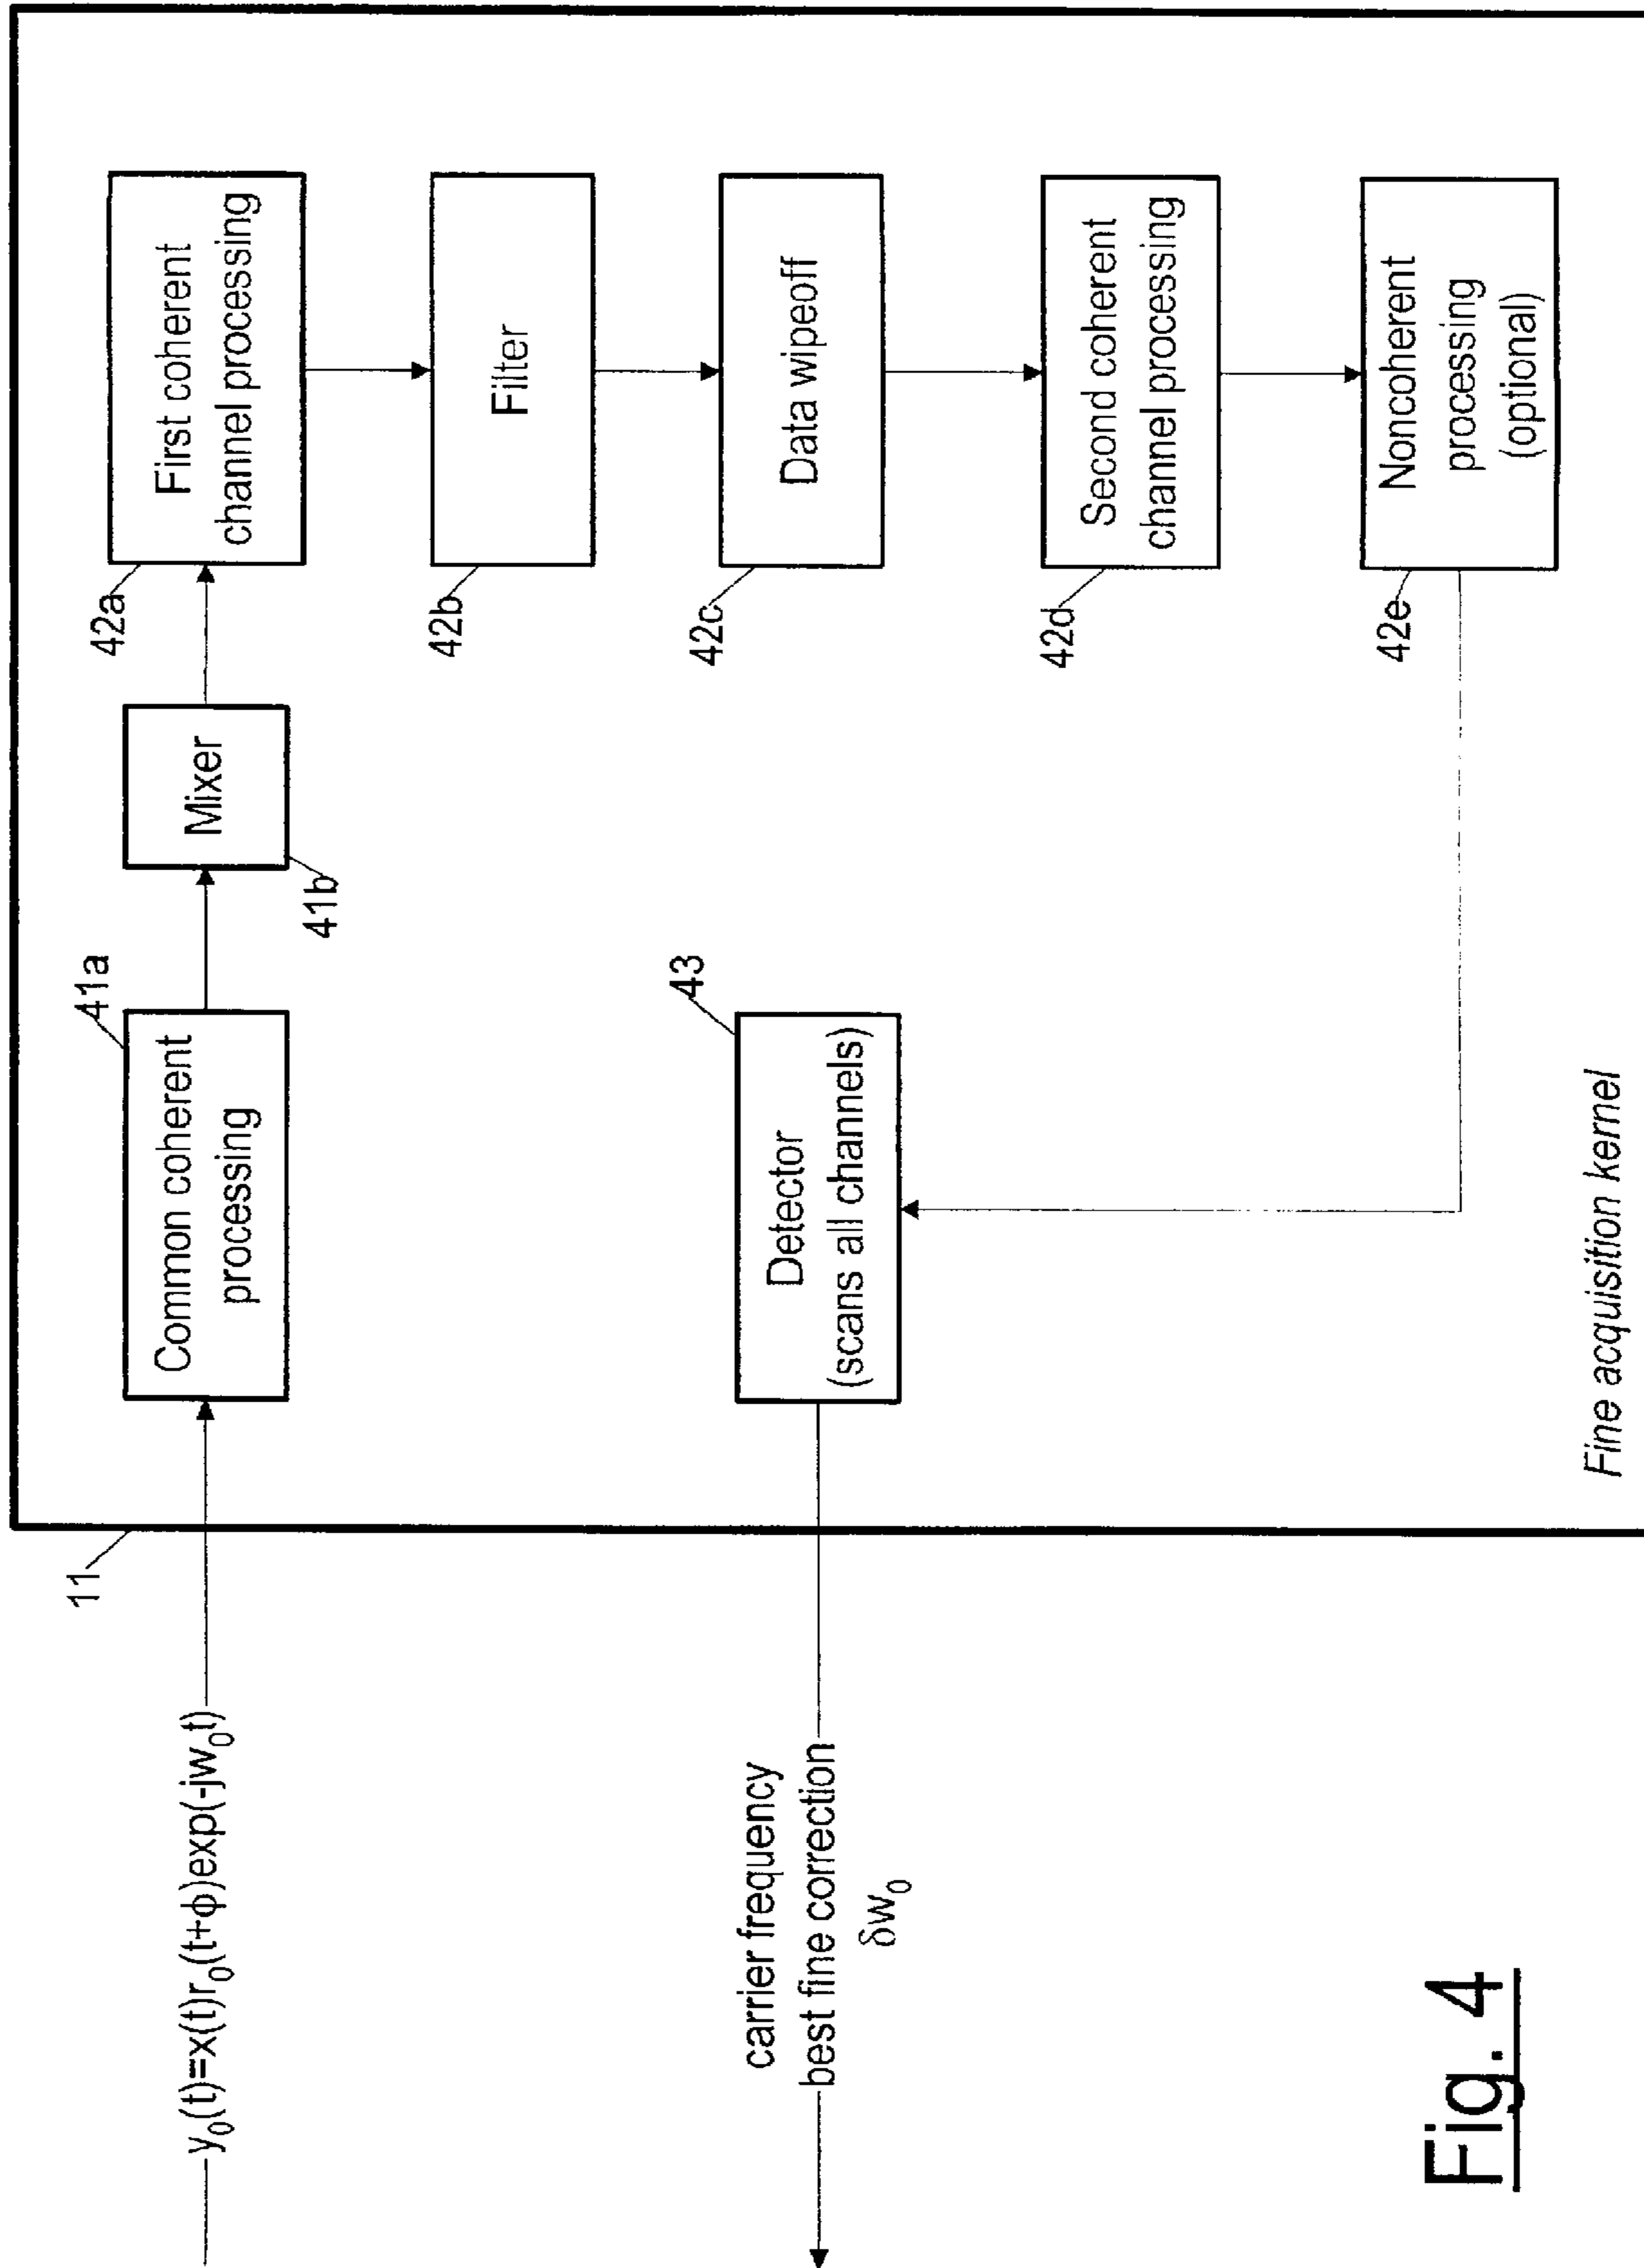 y₀(t)=x(t)r₀(t+ϕ)exp(-jw₀t)
11
41a
Common coherent
processing
Mixer
41b
42a
First coherent
channel processing
42b
Filter
42c
Data wipeoff
42d
Second coherent
channel processing
42e
Noncoherent
processing
(optional)
43
Detector
(scans all channels)
carrier frequency
best fine correction
δw₀
Fine acquisition kernel
Fig. 4